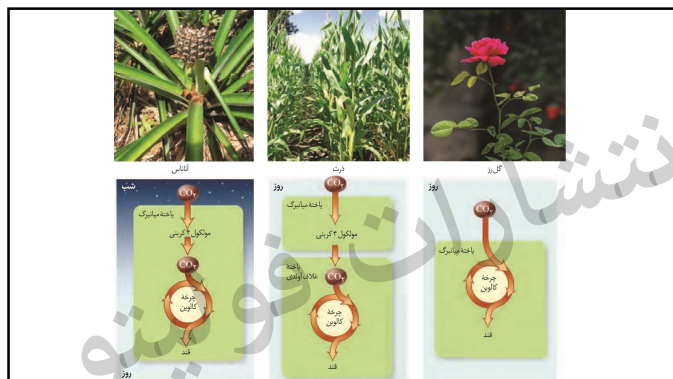 گل رز
ذرت
آناناس
روز
CO₂
یاختهٔ میانبرگ
چرخهٔ
کالوین
قند
روز
CO₂
یاختهٔ میانبرگ
مولکول ۴ کربنی
یاختهٔ
غلاف آوندی
CO₂
چرخهٔ
کالوین
قند
شب
CO₂
یاختهٔ میانبرگ
مولکول ۴ کربنی
CO₂
چرخهٔ
کالوین
قند
روز
انتشارات فوژیتو